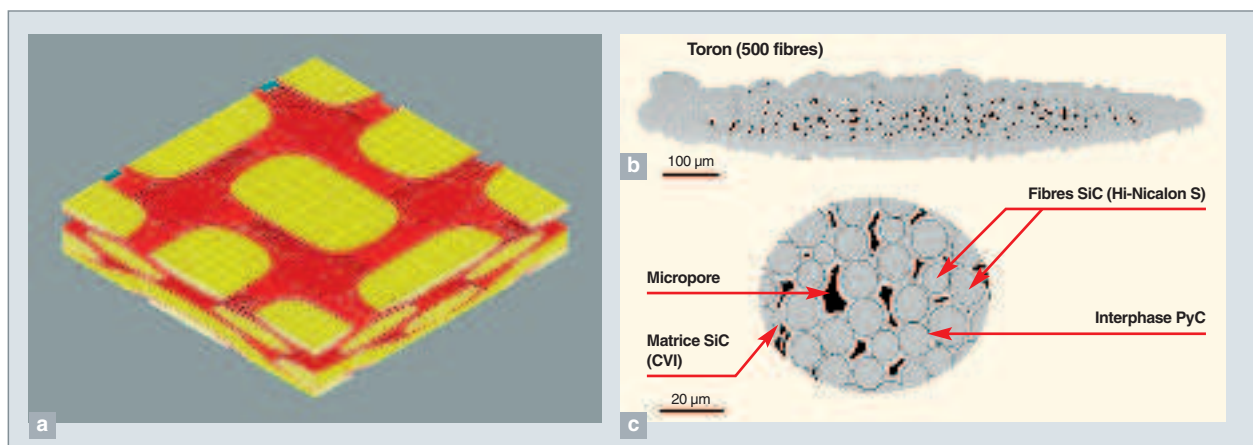 a
Toron (500 fibres)
b
100 µm
Fibres SiC (Hi-Nicalon S)
Micropore
Interphase PyC
Matrice SiC
(CVI)
20 µm
c